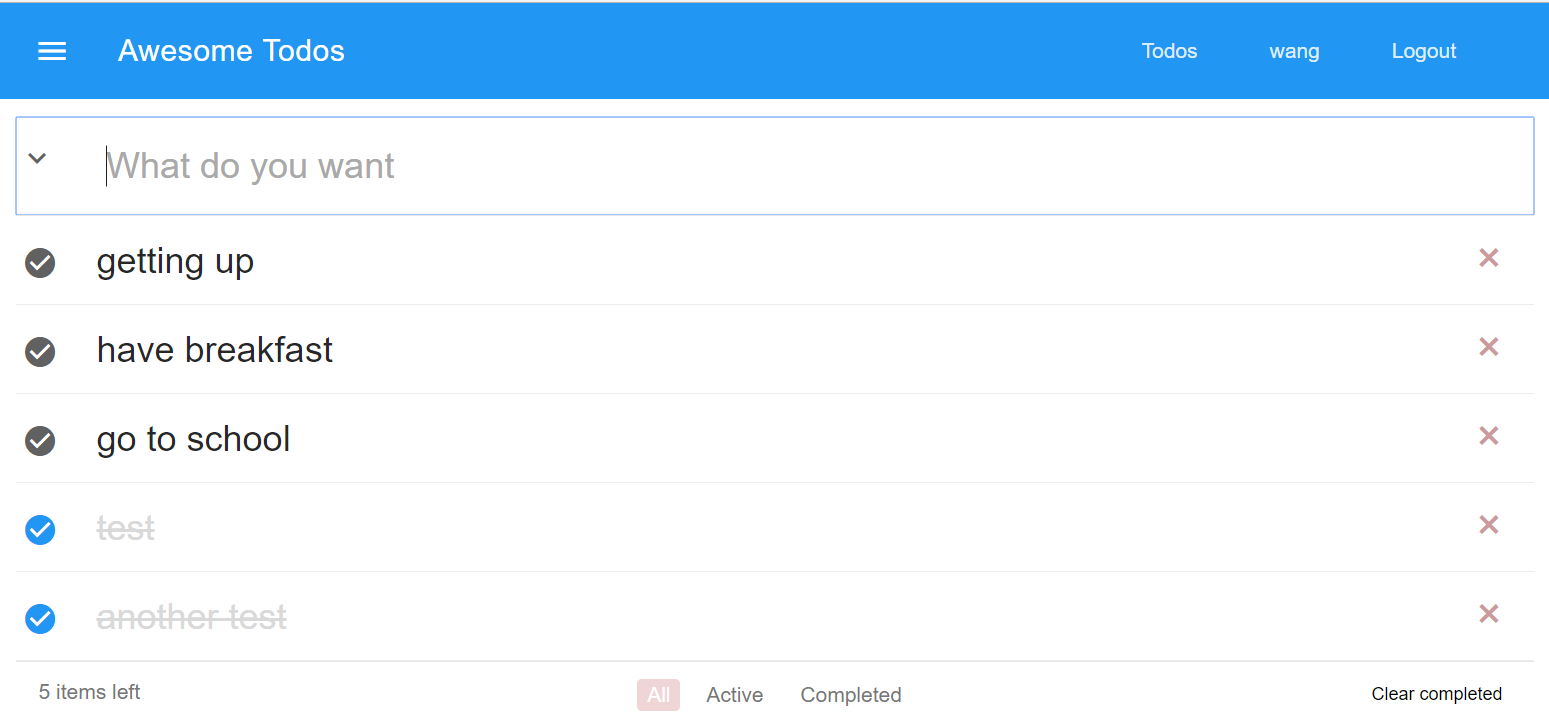 Awesome Todos Todos wang Logout
What do you want
getting up
have breakfast
go to school
test
another test
5 items left All Active Completed Clear completed